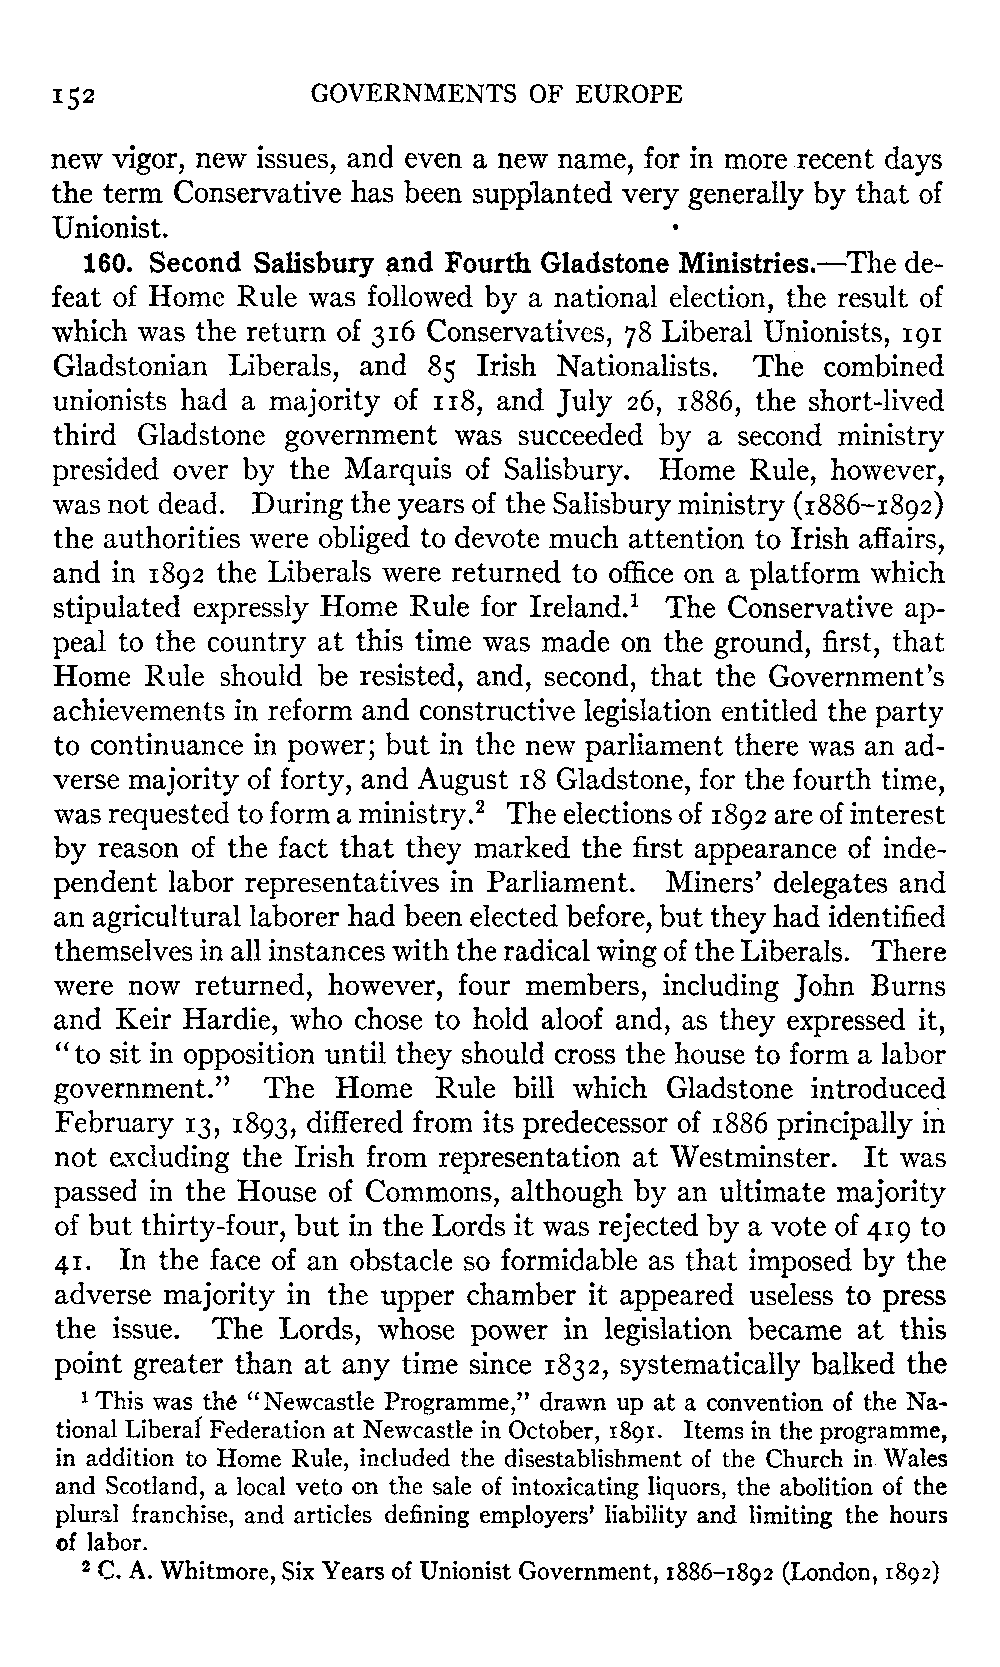 152 GOVERNMENTS OF EUROPE
new vigor, new issues, and even a new name, for in more recent days
the term Conservative has been supplanted very generally by that of
Unionist.
160. Second Salisbury and Fourth Gladstone Ministries.—The de-
feat of Home Rule was followed by a national election, the result of
which was the return of 316 Conservatives, 78 Liberal Unionists, 191
Gladstonian Liberals, and 85 Irish Nationalists. The combined
unionists had a majority of 118, and July 26, 1886, the short-lived
third Gladstone government was succeeded by a second ministry
presided over by the Marquis of Salisbury. Home Rule, however,
was not dead. During the years of the Salisbury ministry (1886–1892)
the authorities were obliged to devote much attention to Irish affairs,
and in 1892 the Liberals were returned to office on a platform which
stipulated expressly Home Rule for Ireland.¹ The Conservative ap-
peal to the country at this time was made on the ground, first, that
Home Rule should be resisted, and, second, that the Government's
achievements in reform and constructive legislation entitled the party
to continuance in power; but in the new parliament there was an ad-
verse majority of forty, and August 18 Gladstone, for the fourth time,
was requested to form a ministry.² The elections of 1892 are of interest
by reason of the fact that they marked the first appearance of inde-
pendent labor representatives in Parliament. Miners' delegates and
an agricultural laborer had been elected before, but they had identified
themselves in all instances with the radical wing of the Liberals. There
were now returned, however, four members, including John Burns
and Keir Hardie, who chose to hold aloof and, as they expressed it,
"to sit in opposition until they should cross the house to form a labor
government." The Home Rule bill which Gladstone introduced
February 13, 1893, differed from its predecessor of 1886 principally in
not excluding the Irish from representation at Westminster. It was
passed in the House of Commons, although by an ultimate majority
of but thirty-four, but in the Lords it was rejected by a vote of 419 to
41. In the face of an obstacle so formidable as that imposed by the
adverse majority in the upper chamber it appeared useless to press
the issue. The Lords, whose power in legislation became at this
point greater than at any time since 1832, systematically balked the
¹ This was the "Newcastle Programme," drawn up at a convention of the Na-
tional Liberal Federation at Newcastle in October, 1891. Items in the programme,
in addition to Home Rule, included the disestablishment of the Church in Wales
and Scotland, a local veto on the sale of intoxicating liquors, the abolition of the
plural franchise, and articles defining employers' liability and limiting the hours
of labor.
² C. A. Whitmore, Six Years of Unionist Government, 1886–1892 (London, 1892)